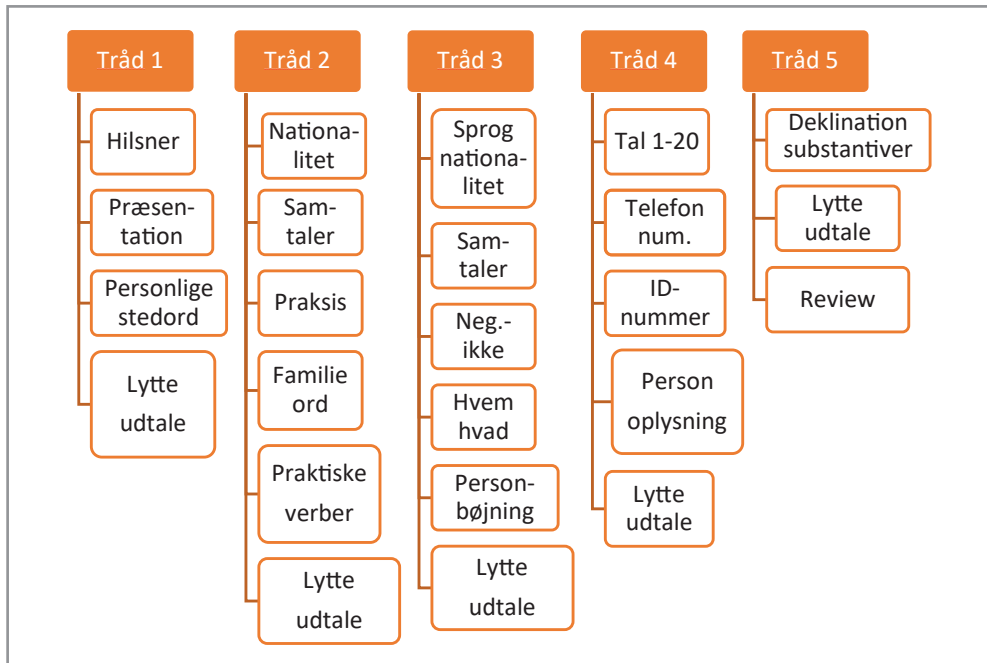 Tråd 1
Hilsner
Præsen-
tation
Personlige
stedord
Lytte
udtale
Tråd 2
Nationa-
litet
Sam-
taler
Praksis
Familie
ord
Praktiske
verber
Lytte
udtale
Tråd 3
Sprog
nationa-
litet
Sam-
taler
Neg.-
ikke
Hvem
hvad
Person-
bøjning
Lytte
udtale
Tråd 4
Tal 1-20
Telefon
num.
ID-
nummer
Person
oplysning
Lytte
udtale
Tråd 5
Deklination
substantiver
Lytte
udtale
Review